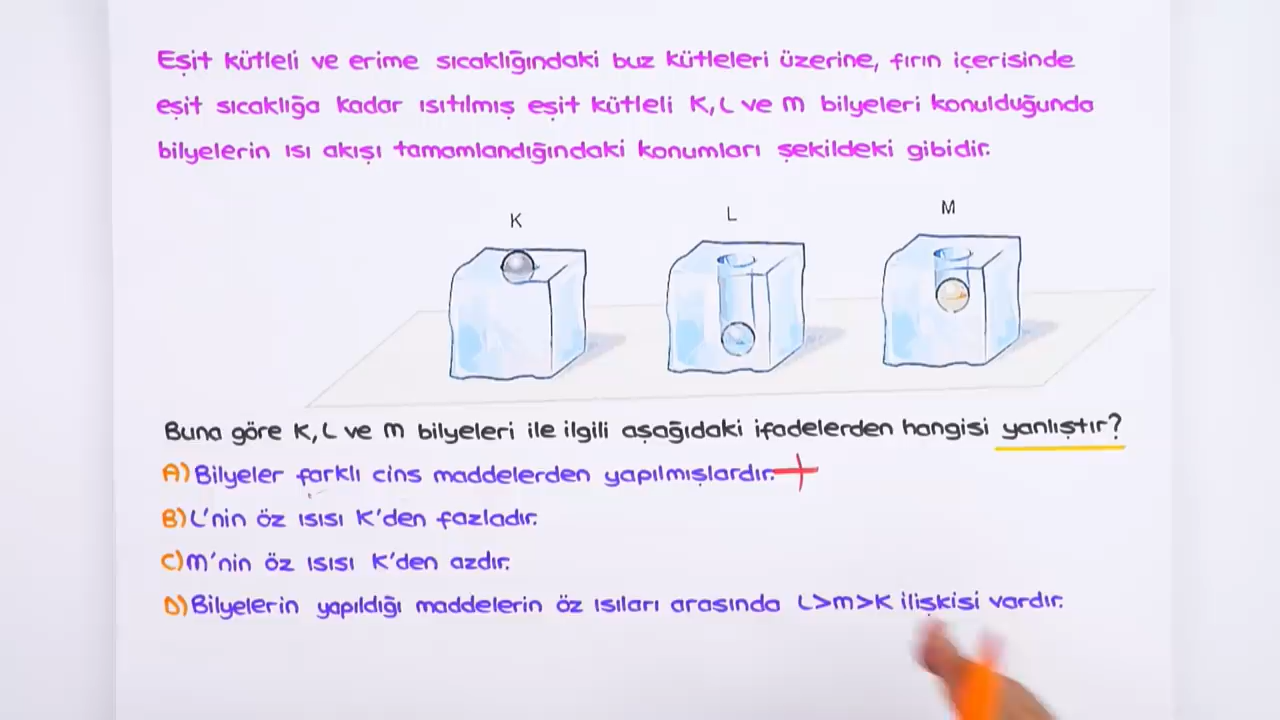 Eşit kütleli ve erime sıcaklığındaki buz kütleleri üzerine, fırın içerisinde
eşit sıcaklığa kadar ısıtılmış eşit kütleli K, L ve M bilyeleri konulduğunda
bilyelerin ısı akışı tamamlandığındaki konumları şekildeki gibidir.
K L M
Buna göre K, L ve M bilyeleri ile ilgili aşağıdaki ifadelerden hangisi yanlıştır?
A) Bilyeler farklı cins maddelerden yapılmışlardır.
B) L'nin öz ısısı K'den fazladır.
C) M'nin öz ısısı K'den azdır.
D) Bilyelerin yapıldığı maddelerin öz ısıları arasında L>M>K ilişkisi vardır.